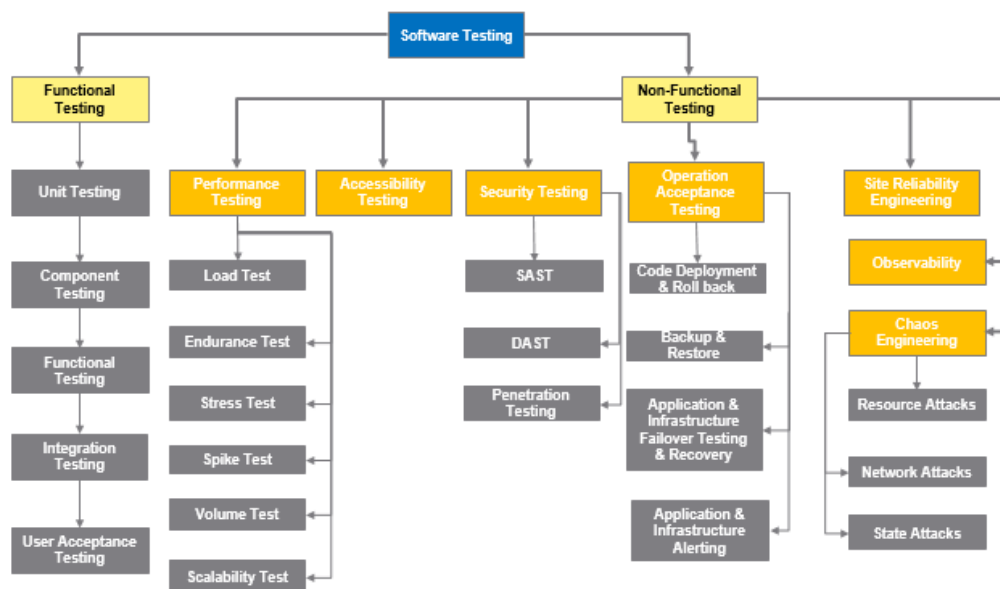 Software Testing
Functional
Testing
Non-Functional
Testing
Unit Testing
Performance
Testing
Accessibility
Testing
Security Testing
Operation
Acceptance
Testing
Site Reliability
Engineering
Component
Testing
Load Test
SAST
Code Deployment
& Roll back
Observability
Functional
Testing
Endurance Test
DAST
Backup &
Restore
Chaos
Engineering
Stress Test
Penetration
Testing
Application &
Infrastructure
Failover Testing
& Recovery
Resource Attacks
Integration
Testing
Spike Test
Network Attacks
Volume Test
Application &
Infrastructure
Alerting
State Attacks
User Acceptance
Testing
Scalability Test